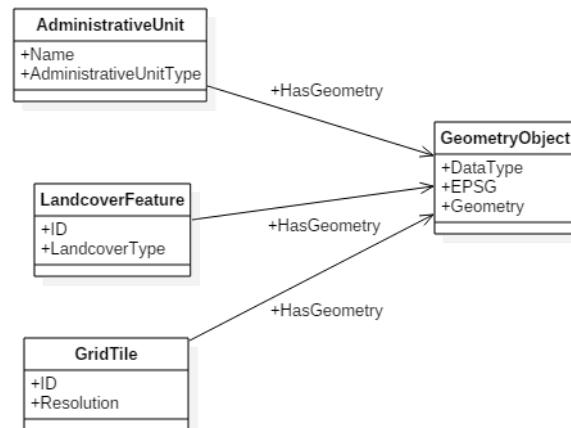 AdministrativeUnit
+Name
+AdministrativeUnitType
+HasGeometry
GeometryObject
+DataType
+EPSG
+Geometry
LandcoverFeature
+ID
+LandcoverType
+HasGeometry
+HasGeometry
GridTile
+ID
+Resolution